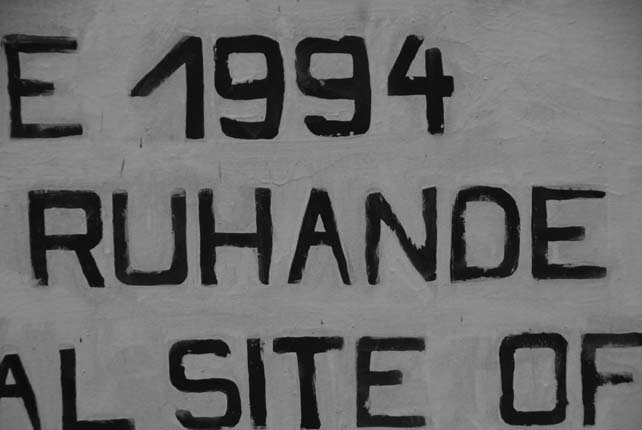 E 1994
RUHANDE
AL SITE OF